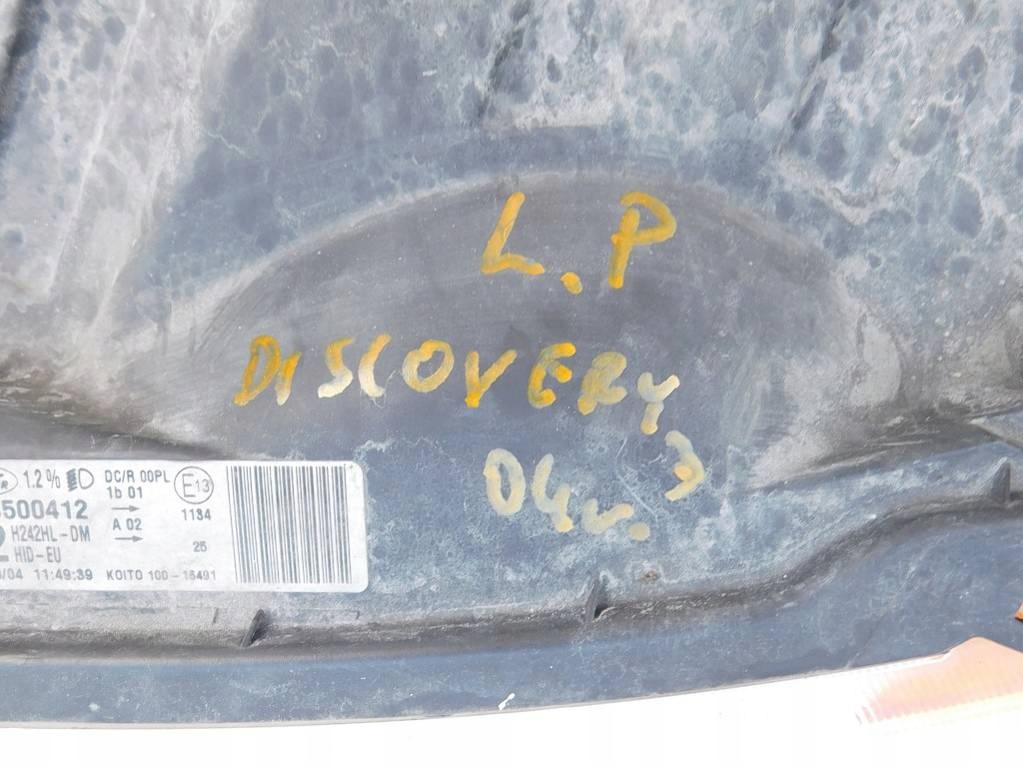 L.P
DISCOVERY 3
04r.
1.2% DC/R 00PL E13
1b 01
500412 → 1134
A 02
H242HL-DM →
HID-EU 25
/04 11:49:39 KOITO 100-16491